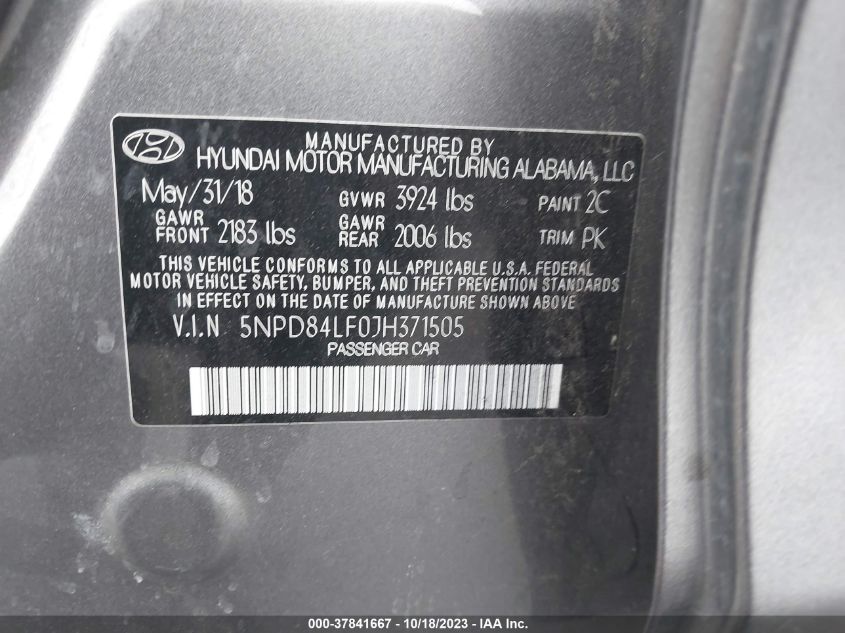 MANUFACTURED BY
HYUNDAI MOTOR MANUFACTURING ALABAMA, LLC
May/31/18 GVWR 3924 lbs PAINT 2C
GAWR FRONT 2183 lbs GAWR REAR 2006 lbs TRIM PK
THIS VEHICLE CONFORMS TO ALL APPLICABLE U.S.A. FEDERAL
MOTOR VEHICLE SAFETY, BUMPER, AND THEFT PREVENTION STANDARDS
IN EFFECT ON THE DATE OF MANUFACTURE SHOWN ABOVE.
V.I.N 5NPD84LF0JH371505
PASSENGER CAR
000-37841667 - 10/18/2023 - IAA Inc.